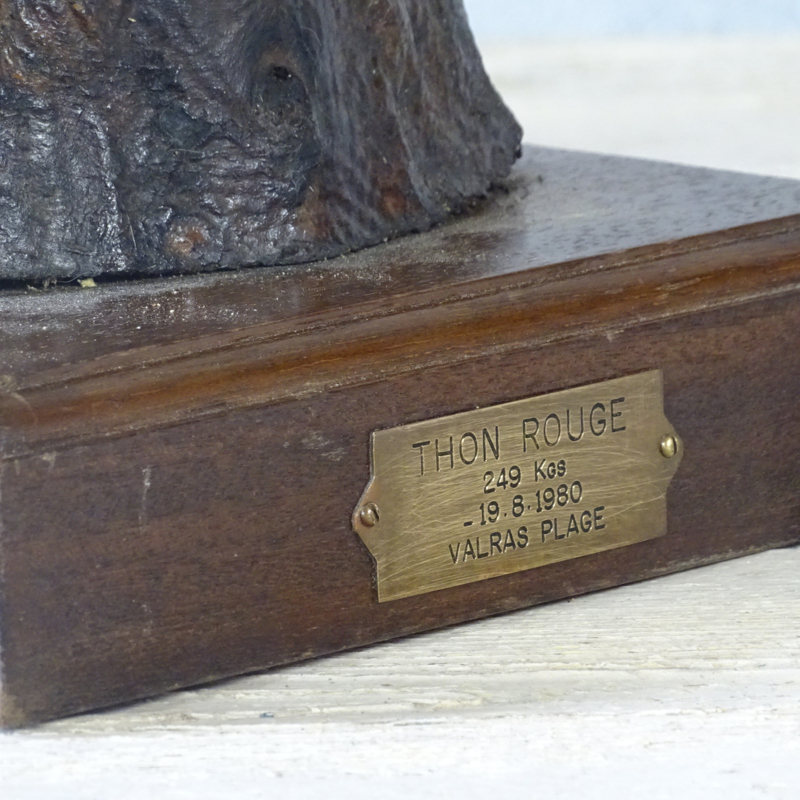 THON ROUGE
249 KGS
-19.8.1980
VALRAS PLAGE